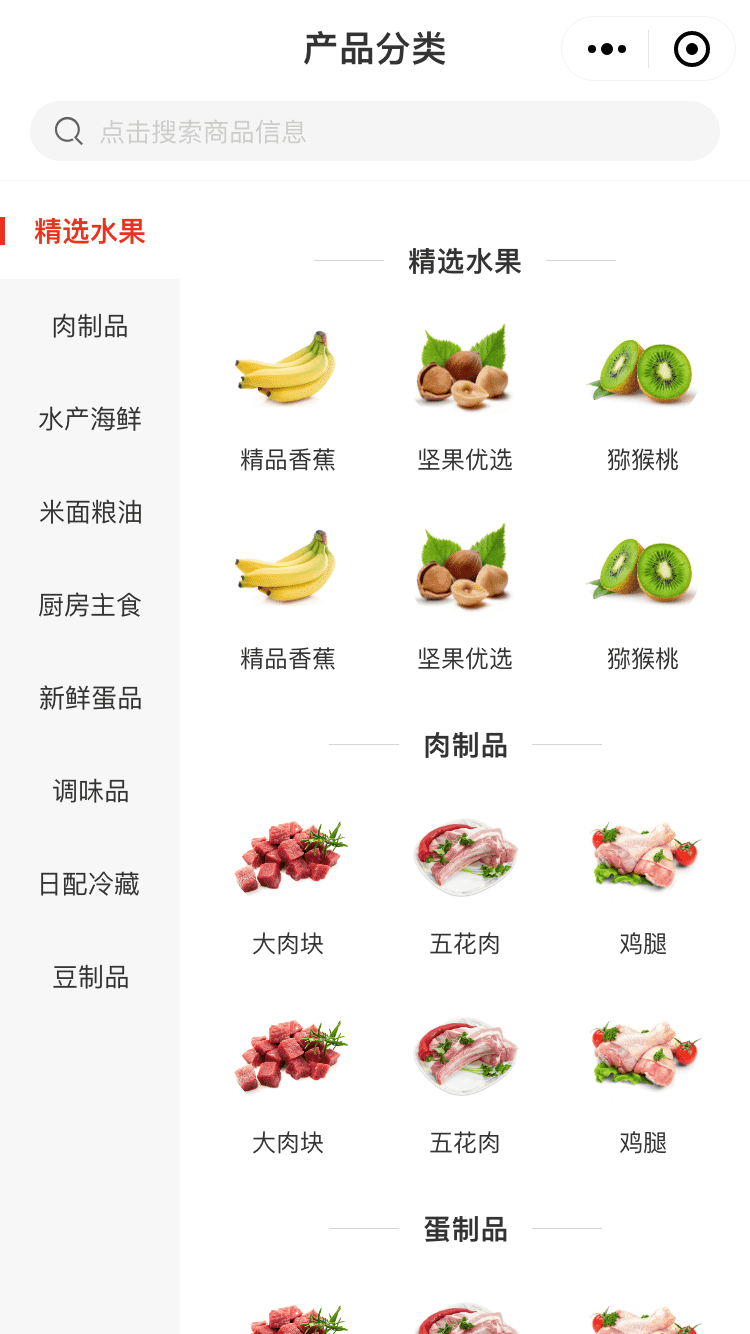 产品分类
点击搜索商品信息
精选水果
肉制品
水产海鲜
米面粮油
厨房主食
新鲜蛋品
调味品
日配冷藏
豆制品
精选水果
精品香蕉 坚果优选 猕猴桃
精品香蕉 坚果优选 猕猴桃
肉制品
大肉块 五花肉 鸡腿
大肉块 五花肉 鸡腿
蛋制品